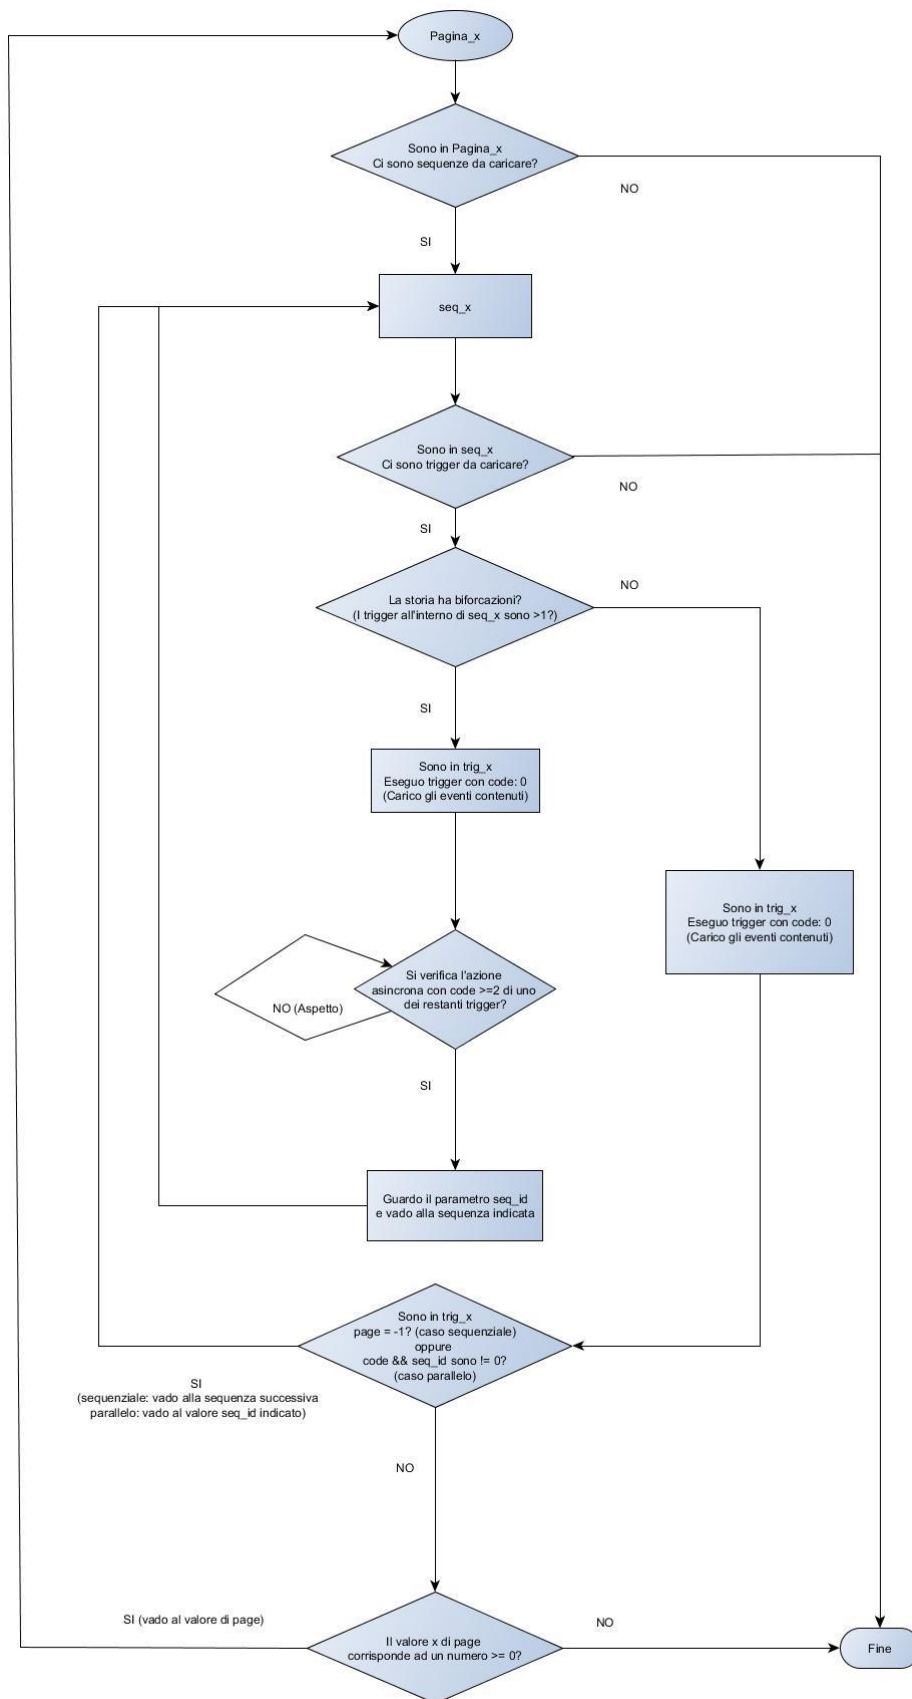 Pagina_x
Sono in Pagina_x
Ci sono sequenze da caricare?
NO
SI
seq_x
Sono in seq_x
Ci sono trigger da caricare?
NO
SI
La storia ha biforcazioni?
(I trigger all'interno di seq_x sono >1?)
NO
SI
Sono in trig_x
Eseguo trigger con code: 0
(Carico gli eventi contenuti)
Sono in trig_x
Eseguo trigger con code: 0
(Carico gli eventi contenuti)
Si verifica l'azione
asincrona con code >=2 di uno
dei restanti trigger?
NO (Aspetto)
SI
Guardo il parametro seq_id
e vado alla sequenza indicata
Sono in trig_x
page = -1? (caso sequenziale)
oppure
code && seq_id sono != 0?
(caso parallelo)
SI
(sequenziale: vado alla sequenza successiva
parallelo: vado al valore seq_id indicato)
NO
SI (vado al valore di page)
Il valore x di page
corrisponde ad un numero >= 0?
NO
Fine